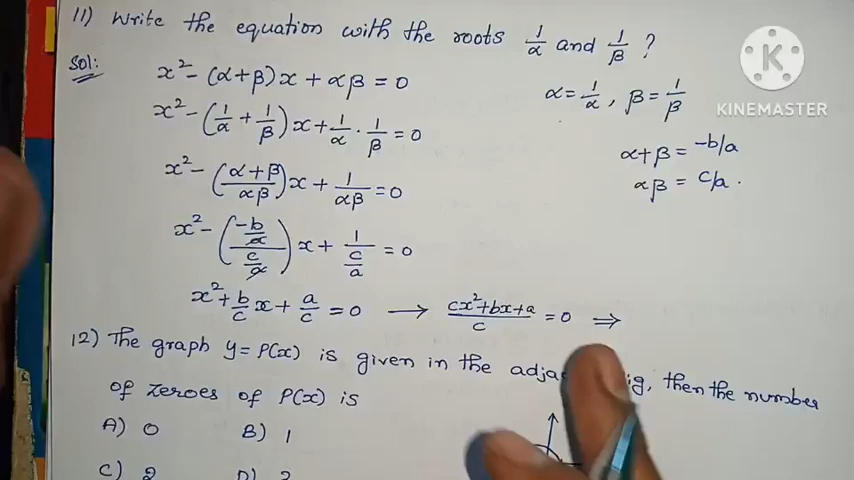 11) Write the equation with the roots 1/α and 1/β ?
Sol:
x² - (α+β)x + αβ = 0
α = 1/α , β = 1/β
x² - (1/α + 1/β)x + 1/α · 1/β = 0
α+β = -b/a
x² - (α+β/αβ)x + 1/αβ = 0
αβ = c/a .
x² - (-b/a / c/a)x + 1/(c/a) = 0
x² + b/c x + a/c = 0 → cx²+bx+a/c = 0 ⇒
12) The graph y = P(x) is given in the adja ig, then the number
of zeroes of P(x) is
A) 0 B) 1
C) 2 D) 3
K
KINEMASTER